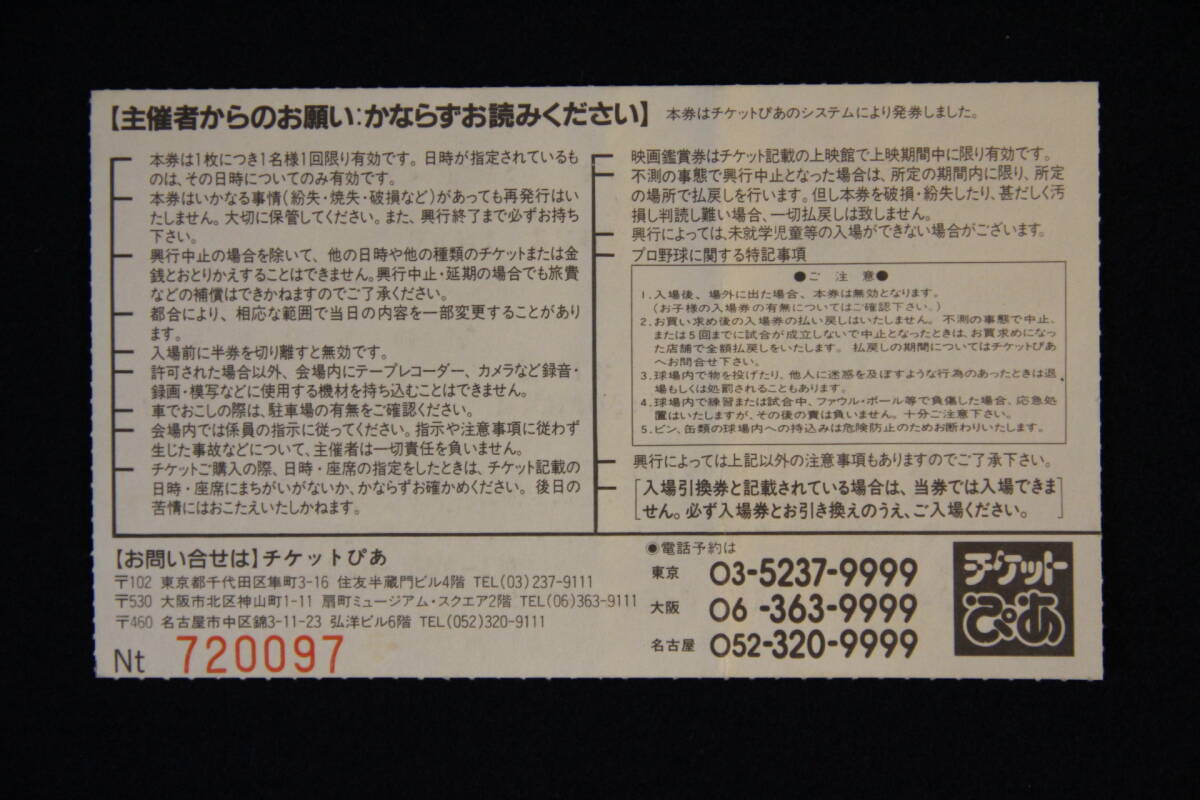 【主催者からのお願い:かならずお読みください】
本券はチケットぴあのシステムにより発券しました。
本券は1枚につき1名様1回限り有効です。日時が指定されているも
のは、その日時についてのみ有効です。
本券はいかなる事情(紛失・焼失・破損など)があっても再発行はい
たしません。大切に保管してください。また、興行終了まで必ずお持ち
下さい。
興行中止の場合を除いて、他の日時や他の種類のチケットまたは金
銭とおとりかえすることはできません。興行中止・延期の場合でも旅費
などの補償はできかねますのでご了承ください。
都合により、相応な範囲で当日の内容を一部変更することがあり
ます。
入場前に半券を切り離すと無効です。
許可された場合以外、会場内にテープレコーダー、カメラなど録音・
録画・模写などに使用する機材を持ち込むことはできません。
車でおこしの際は、駐車場の有無をご確認ください。
会場内では係員の指示に従ってください。指示や注意事項に従わず
生じた事故などについて、主催者は一切責任を負いません。
チケットご購入の際、日時・座席の指定をしたときは、チケット記載の
日時・座席にまちがいがないか、かならずお確かめください。後日の
苦情にはおこたえいたしかねます。
映画鑑賞券はチケット記載の上映館で上映期間中に限り有効です。
不測の事態で興行中止となった場合は、所定の期間内に限り、所定
の場所で払戻しを行います。但し本券を破損・紛失したり、甚だしく汚
損し判読し難い場合、一切払戻しは致しません。
興行によっては、未就学児童等の入場ができない場合がございます。
プロ野球に関する特記事項
●ご注意●
1.入場後、場外に出た場合、本券は無効となります。
(お子様の入場券の有無についてはご確認下さい。)
2.お買い求め後の入場券の払い戻しはいたしません。不測の事態で中止、
または5回までに試合が成立しないで中止となったときは、お買求めになっ
た店舗で全額払戻しをいたします。払戻しの期間についてはチケットぴあ
へお問合せ下さい。
3.球場内で物を投げたり、他人に迷惑を及ぼすような行為のあったときは退
場もしくは処罰されることもあります。
4.球場内で練習または試合中、ファウル・ボール等で負傷した場合、応急処
置はいたしますが、その後の費は負いません。十分ご注意下さい。
5.ビン、缶類の球場内への持込みは危険防止のためお断わりいたします。
興行によっては上記以外の注意事項もありますのでご了承下さい。
[入場引換券と記載されている場合は、当券では入場できま
せん。必ず入場券とお引き換えのうえ、ご入場ください。]
【お問い合せは】チケットぴあ
〒102 東京都千代田区隼町3-16 住友半蔵門ビル4階 TEL(03)237-9111
〒530 大阪市北区神山町1-11 扇町ミュージアム・スクエア2階 TEL(06)363-9111
〒460 名古屋市中区錦3-11-23 弘洋ビル6階 TEL(052)320-9111
Nt 720097
●電話予約は
東京 03-5237-9999
大阪 06-363-9999
名古屋 052-320-9999
チケット
ぴあ